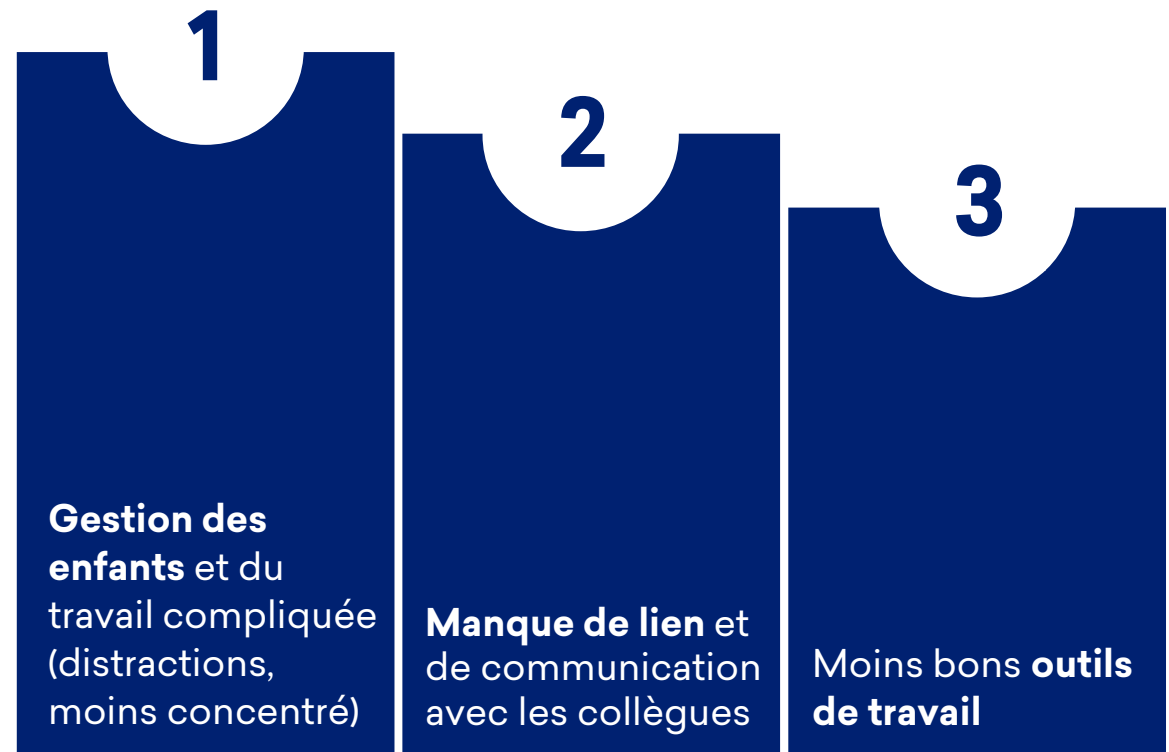 1
Gestion des
enfants et du
travail compliquée
(distractions,
moins concentré)
2
Manque de lien et
de communication
avec les collègues
3
Moins bons outils
de travail